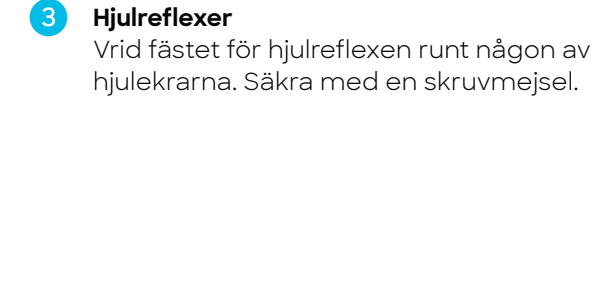 3 Hjulreflexer
Vrid fästet för hjulreflexen runt någon av
hjulekrarna. Säkra med en skruvmejsel.